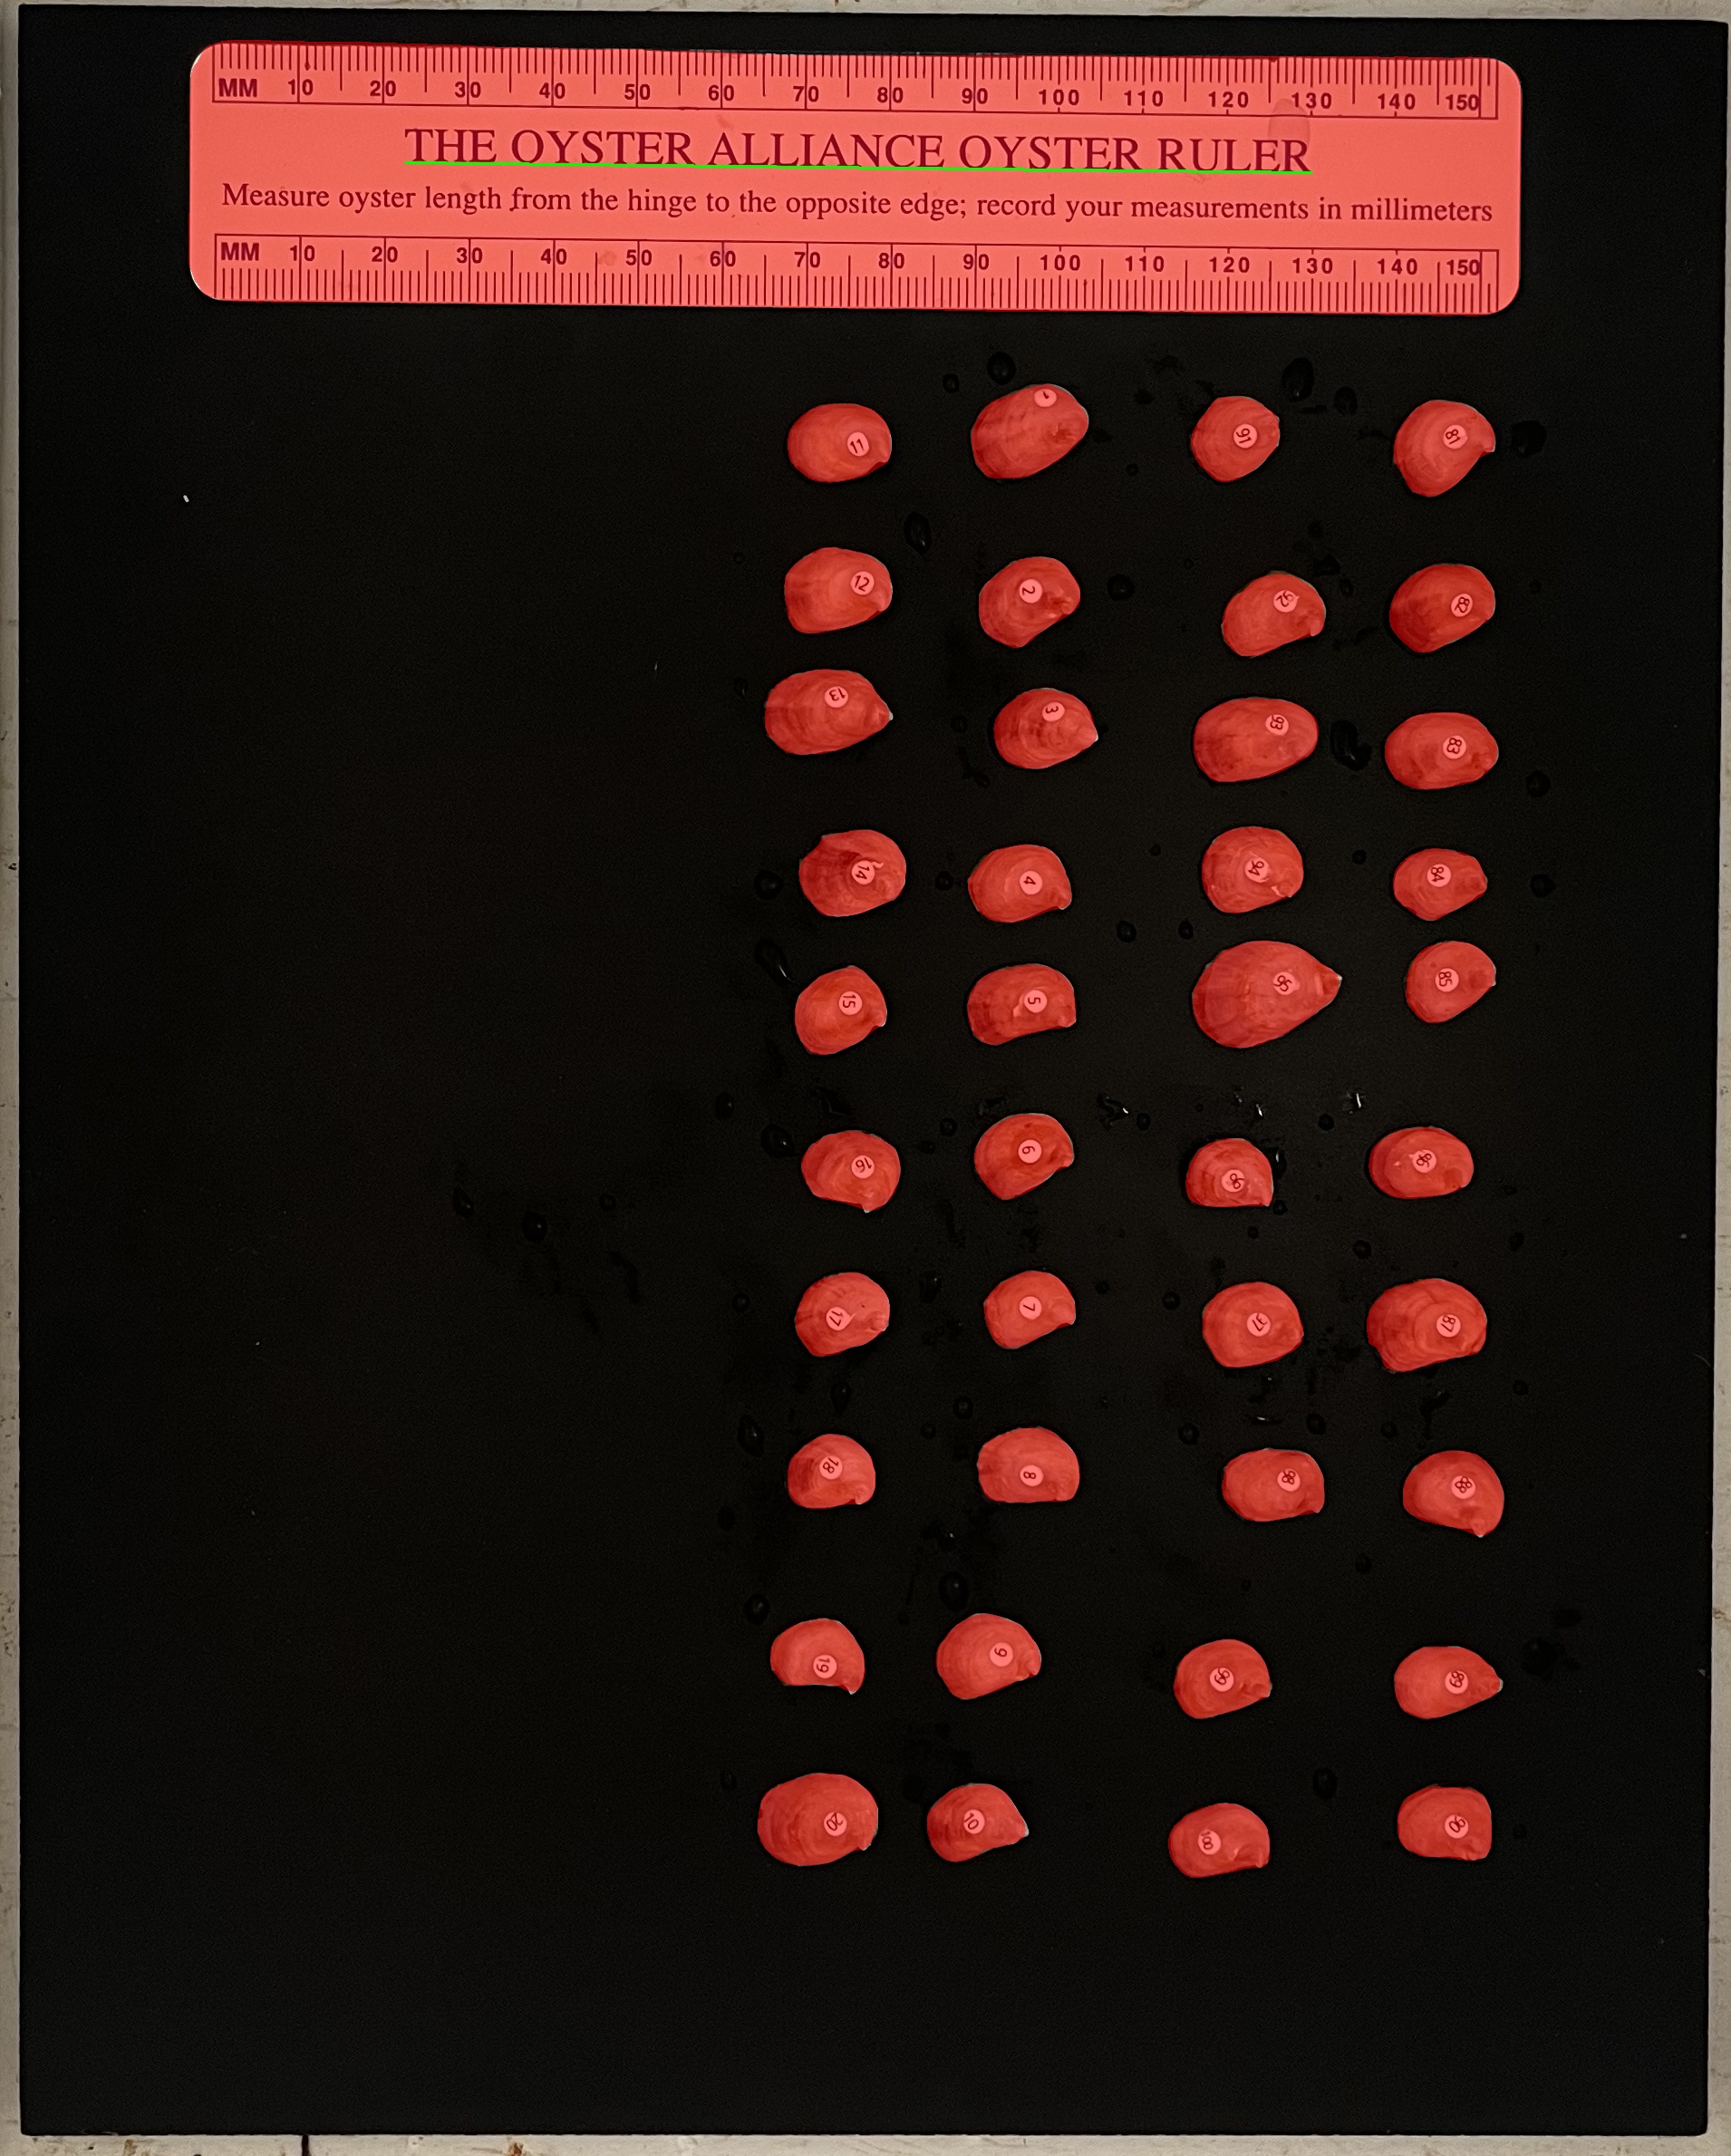 MM 10 20 30 40 50 60 70 80 90 100 110 120 130 140 150
THE OYSTER ALLIANCE OYSTER RULER
Measure oyster length from the hinge to the opposite edge; record your measurements in millimeters
MM 10 20 30 40 50 60 70 80 90 100 110 120 130 140 150
11 1 91 81
12 2 92 82
13 3 93 83
14 4 94 84
15 5 95 85
16 6 96
17 7 97 87
18 8 98 88
19 9 99 89
20 10 100 90